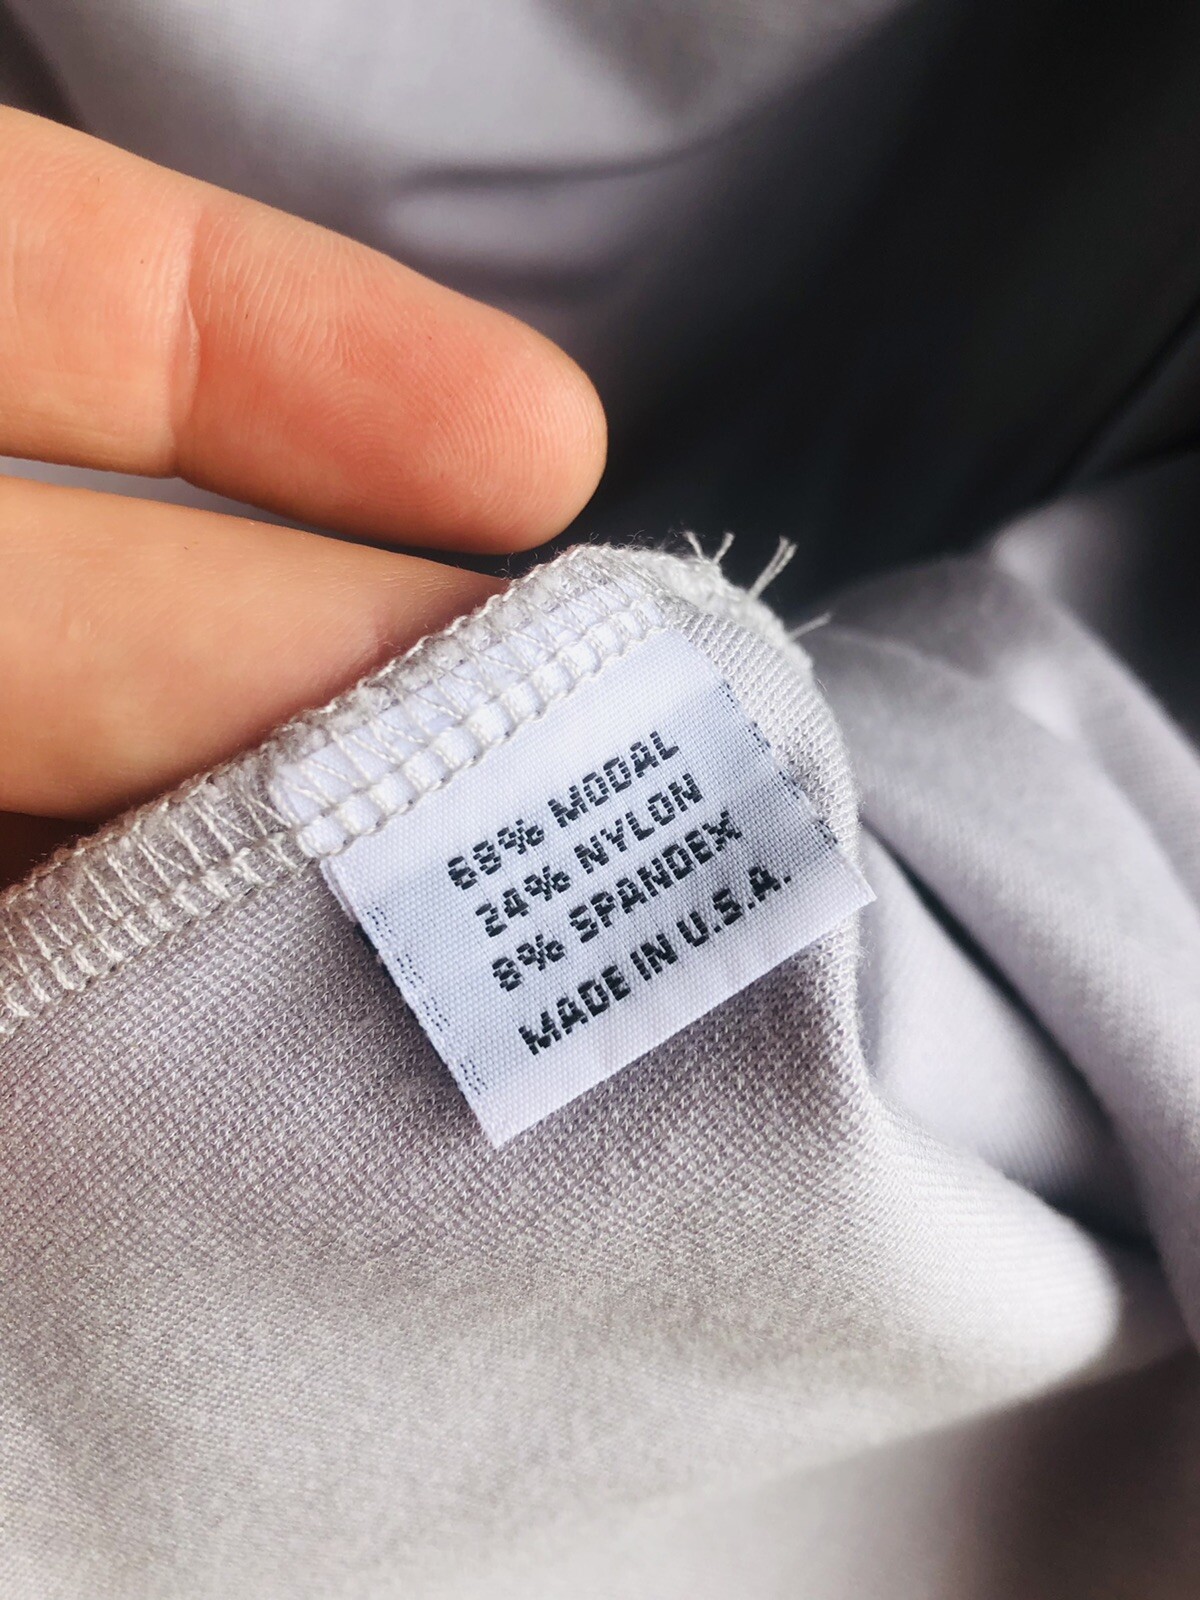 68% MODAL
24% NYLON
8% SPANDEX
MADE IN U.S.A.